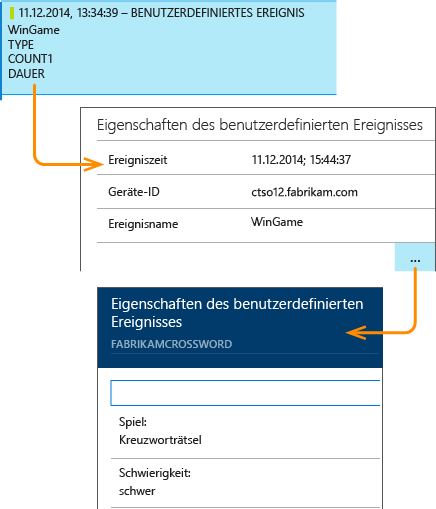 11.12.2014, 13:34:39 – BENUTZERDEFINIERTES EREIGNIS
WinGame
TYPE
COUNT1
DAUER
Eigenschaften des benutzerdefinierten Ereignisses
Ereigniszeit 11.12.2014; 15:44:37
Geräte-ID ctso12.fabrikam.com
Ereignisname WinGame
...
Eigenschaften des benutzerdefinierten
Ereignisses
FABRIKAMCROSSWORD
Spiel:
Kreuzworträtsel
Schwierigkeit:
schwer